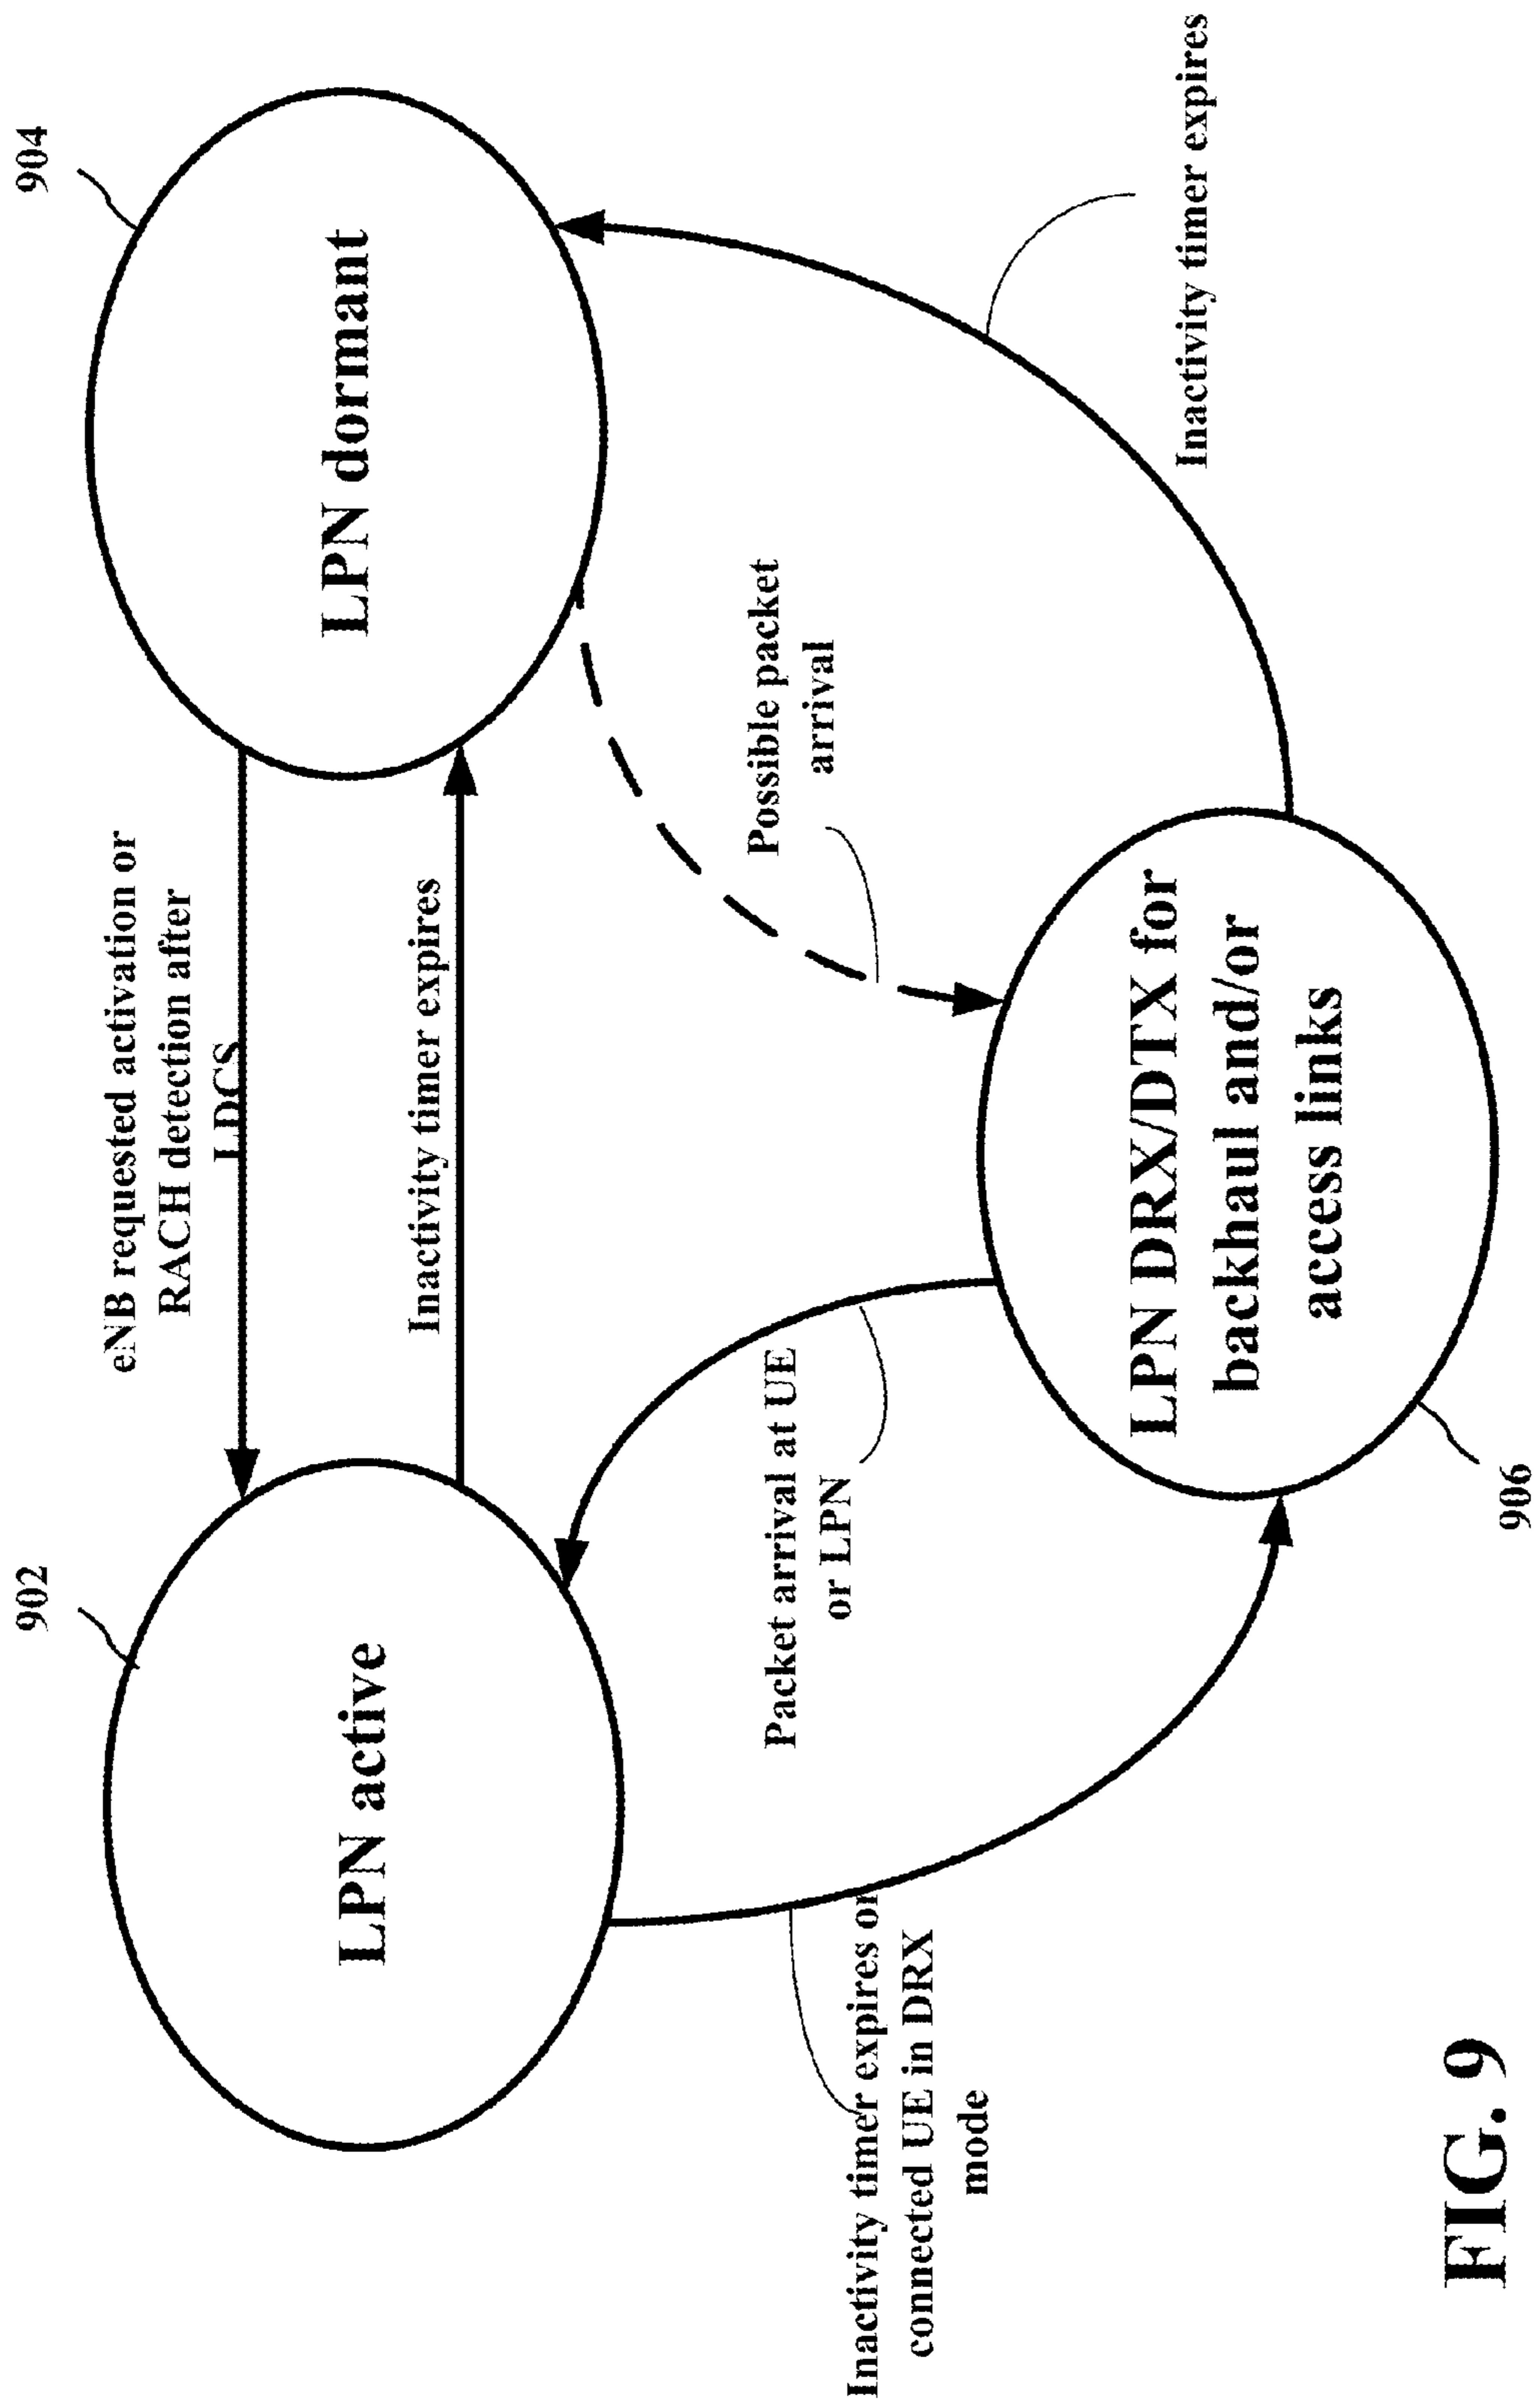 902
904
eNB requested activation or
RACH detection after
LDCS
LPN active
LPN dormant
Inactivity timer expires
Packet arrival at UE
or LPN
Possible packet
arrival
Inactivity timer expires or
connected UE in DRX
mode
LPN DRX/DTX for
backhaul and/or
access links
Inactivity timer expires
906
FIG. 9